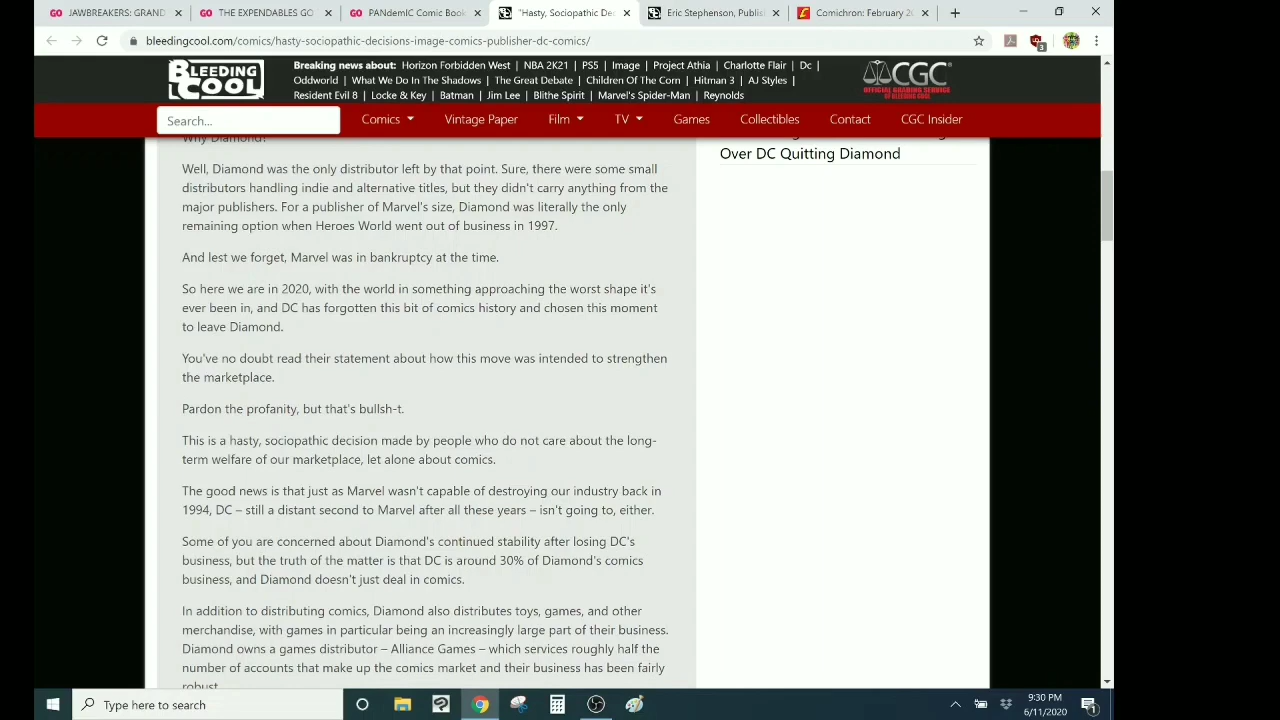 JAWBREAKERS: GRAND
THE EXPENDABLES GO
PANdemIC Comic Book
"Hasty, Sociopathic De
Eric Stephenson, Publis
Comichron: February 20
bleedingcool.com/comics/hasty-sociopathic-decisions-image-comics-publisher-dc-comics/
3
BLEEDING COOL
Breaking news about: Horizon Forbidden West | NBA 2K21 | PS5 | Image | Project Athia | Charlotte Flair | Dc |
Oddworld | What We Do In The Shadows | The Great Debate | Children Of The Corn | Hitman 3 | AJ Styles |
Resident Evil 8 | Locke & Key | Batman | Jim Lee | Blithe Spirit | Marvel's Spider-Man | Reynolds
CGC
OFFICIAL GRADING SERVICE
OF BLEEDING COOL
Search...
Comics
Vintage Paper
Film
TV
Games
Collectibles
Contact
CGC Insider
Why Diamond?
Well, Diamond was the only distributor left by that point. Sure, there were some small
distributors handling indie and alternative titles, but they didn't carry anything from the
major publishers. For a publisher of Marvel's size, Diamond was literally the only
remaining option when Heroes World went out of business in 1997.
And lest we forget, Marvel was in bankruptcy at the time.
So here we are in 2020, with the world in something approaching the worst shape it's
ever been in, and DC has forgotten this bit of comics history and chosen this moment
to leave Diamond.
You've no doubt read their statement about how this move was intended to strengthen
the marketplace.
Pardon the profanity, but that's bullsh-t.
This is a hasty, sociopathic decision made by people who do not care about the long-
term welfare of our marketplace, let alone about comics.
The good news is that just as Marvel wasn't capable of destroying our industry back in
1994, DC – still a distant second to Marvel after all these years – isn't going to, either.
Some of you are concerned about Diamond's continued stability after losing DC's
business, but the truth of the matter is that DC is around 30% of Diamond's comics
business, and Diamond doesn't just deal in comics.
In addition to distributing comics, Diamond also distributes toys, games, and other
merchandise, with games in particular being an increasingly large part of their business.
Diamond owns a games distributor – Alliance Games – which services roughly half the
number of accounts that make up the comics market and their business has been fairly
robust.
Over DC Quitting Diamond
Type here to search
9:30 PM
6/11/2020
1